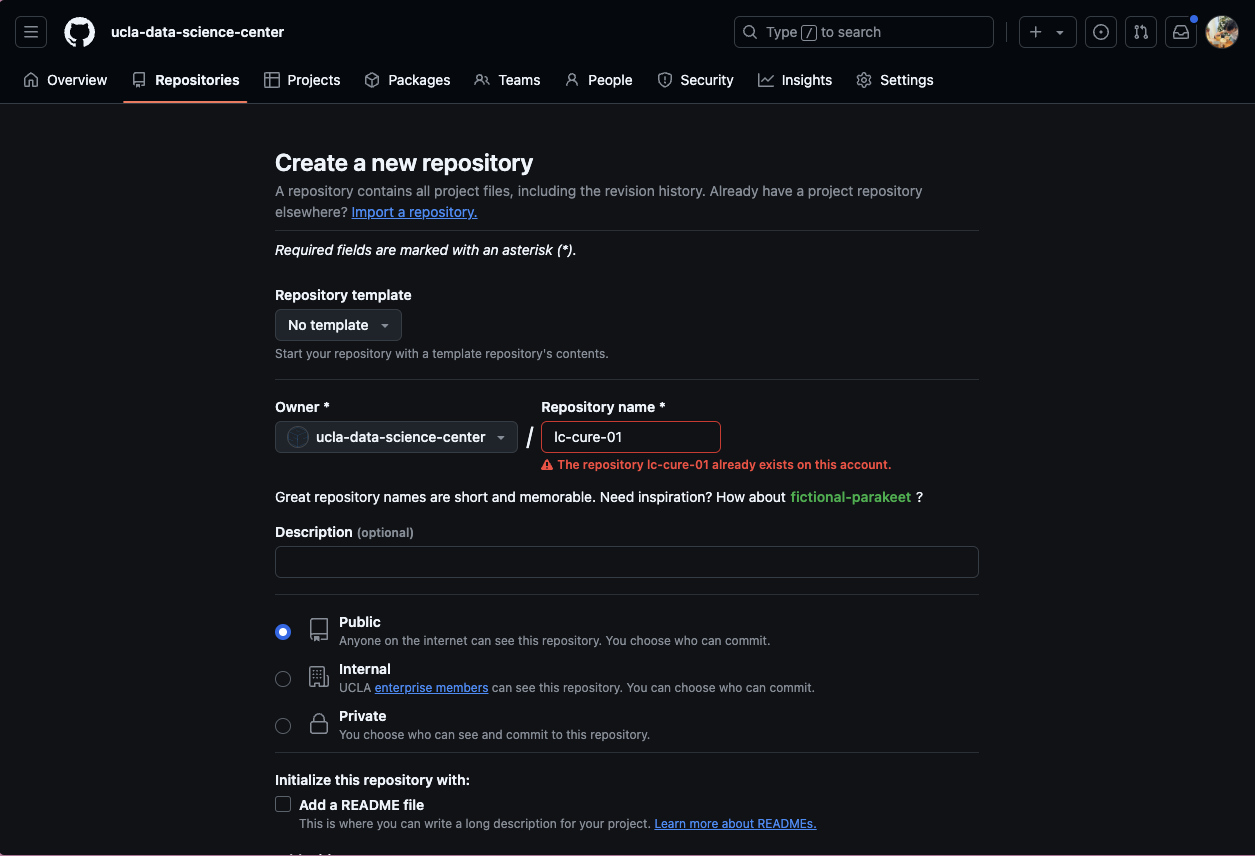 ucla-data-science-center
Type / to search
Overview Repositories Projects Packages Teams People Security Insights Settings
Create a new repository
A repository contains all project files, including the revision history. Already have a project repository
elsewhere? Import a repository.
Required fields are marked with an asterisk (*).
Repository template
No template
Start your repository with a template repository's contents.
Owner * Repository name *
ucla-data-science-center / lc-cure-01
The repository lc-cure-01 already exists on this account.
Great repository names are short and memorable. Need inspiration? How about fictional-parakeet ?
Description (optional)
Public
Anyone on the internet can see this repository. You choose who can commit.
Internal
UCLA enterprise members can see this repository. You can choose who can commit.
Private
You choose who can see and commit to this repository.
Initialize this repository with:
Add a README file
This is where you can write a long description for your project. Learn more about READMEs.